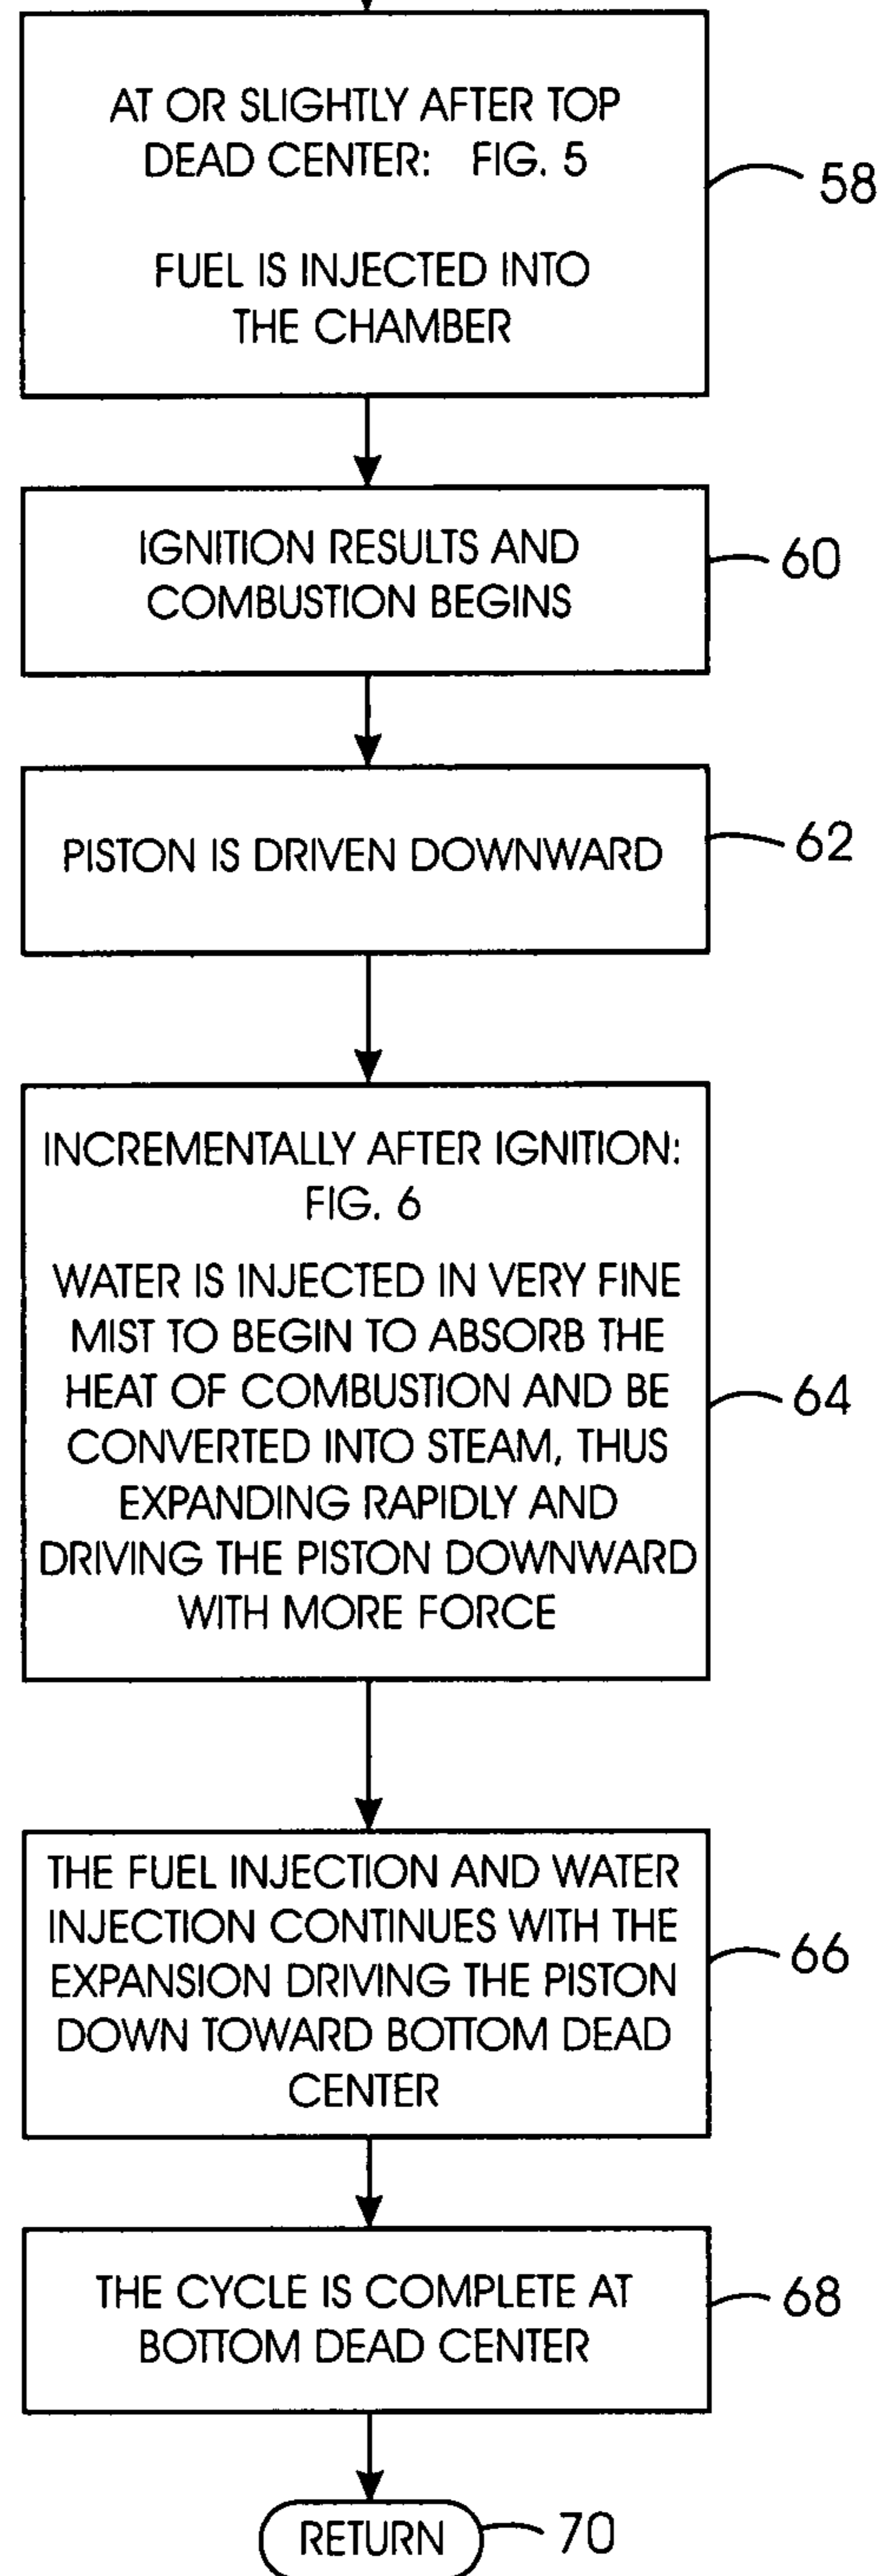 AT OR SLIGHTLY AFTER TOP
DEAD CENTER: FIG. 5
FUEL IS INJECTED INTO
THE CHAMBER
58
IGNITION RESULTS AND
COMBUSTION BEGINS
60
PISTON IS DRIVEN DOWNWARD
62
INCREMENTALLY AFTER IGNITION:
FIG. 6
WATER IS INJECTED IN VERY FINE
MIST TO BEGIN TO ABSORB THE
HEAT OF COMBUSTION AND BE
CONVERTED INTO STEAM, THUS
EXPANDING RAPIDLY AND
DRIVING THE PISTON DOWNWARD
WITH MORE FORCE
64
THE FUEL INJECTION AND WATER
INJECTION CONTINUES WITH THE
EXPANSION DRIVING THE PISTON
DOWN TOWARD BOTTOM DEAD
CENTER
66
THE CYCLE IS COMPLETE AT
BOTTOM DEAD CENTER
68
RETURN
70